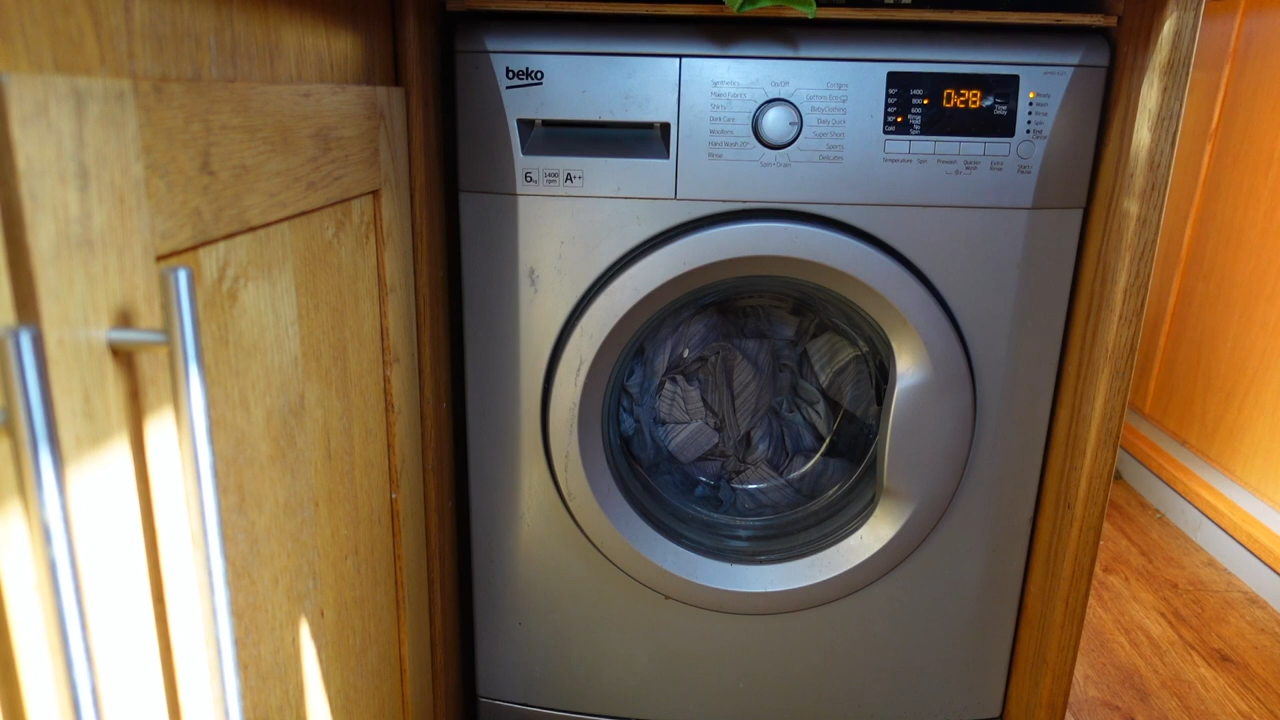 beko
6kg
1400 rpm
A++
On/Off
Synthetics
Mixed Fabrics
Shirts
Dark Care
Woollens
Hand Wash 20°
Rinse
Spin+Drain
Cottons
Cottons Eco
BabyClothing
Daily Quick
Super Short
Sports
Delicates
90°
60°
40°
30°
Cold
1400
800
600
Rinse Hold
No Spin
0:28
Time Delay
Ready
Wash
Rinse
Spin
End
Cancel
Temperature
Spin
Prewash
Quicker Wash
Extra Rinse
Start/ Pause